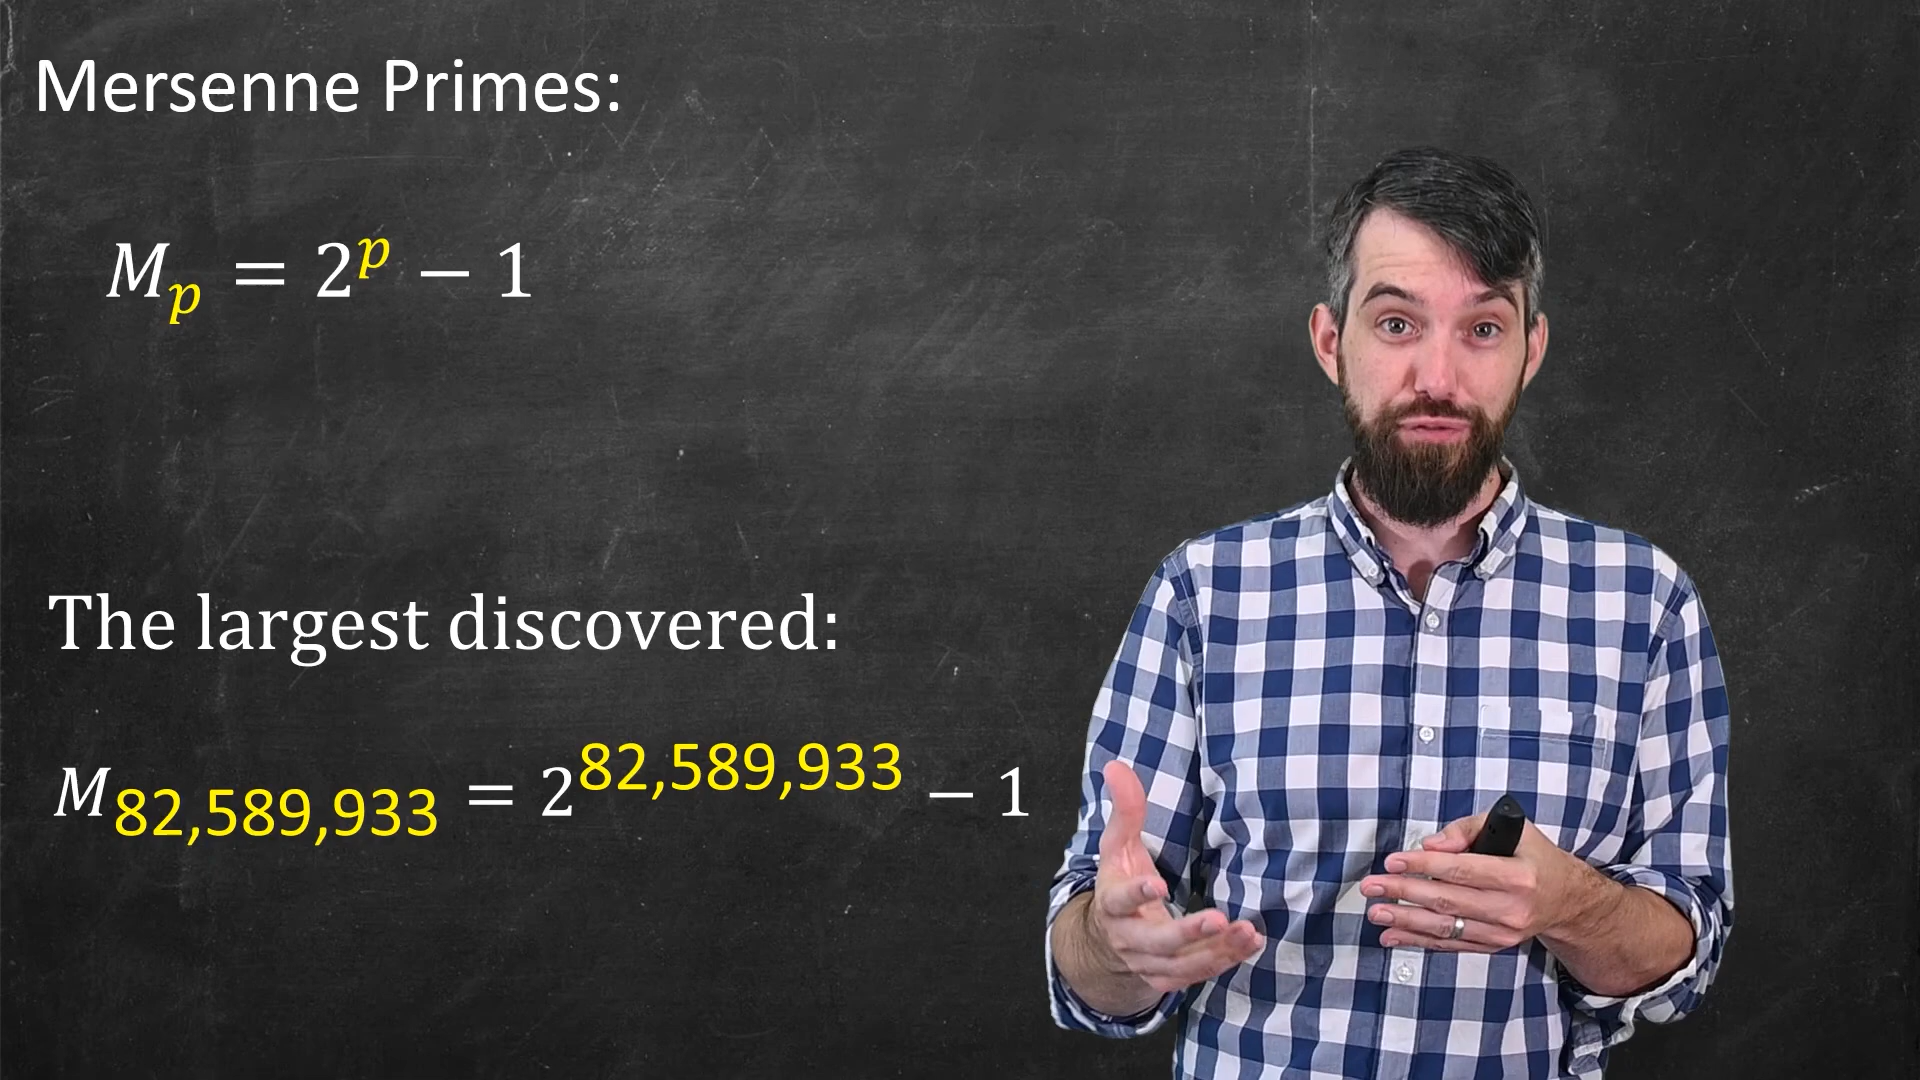 Mersenne Primes:
M_p = 2^p − 1
The largest discovered:
M_82,589,933 = 2^82,589,933 − 1